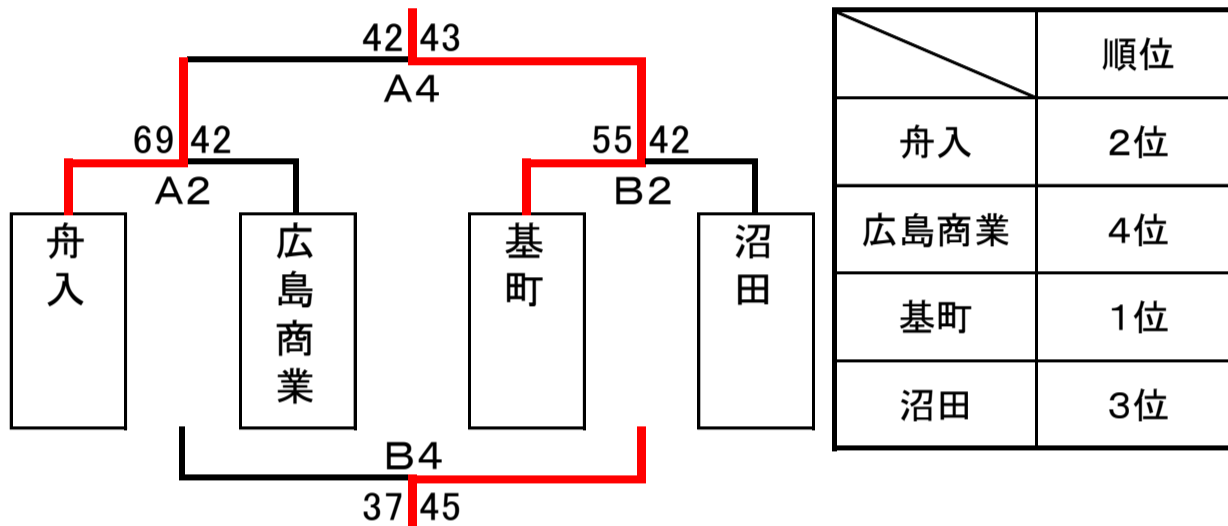 42 43
A4
69 42
55 42
A2
B2
舟入
広島商業
基町
沼田
B4
37 45
順位
舟入 2位
広島商業 4位
基町 1位
沼田 3位